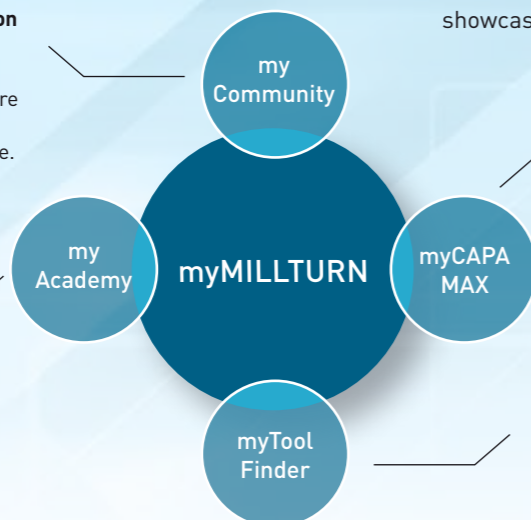 on
showcas
re
e.
my
Community
my
Academy
myMILLTURN
myCAPA
MAX
myTool
Finder